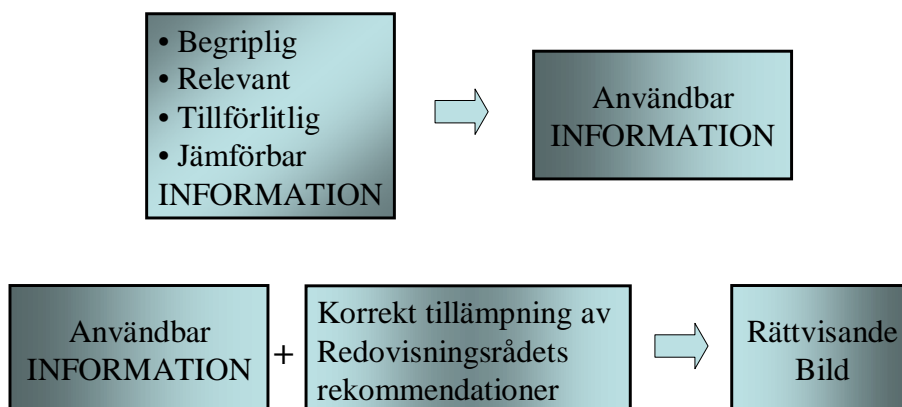 • Begriplig
• Relevant
• Tillförlitlig
• Jämförbar
INFORMATION
Användbar
INFORMATION
Användbar
INFORMATION
+
Korrekt tillämpning av
Redovisningsrådets
rekommendationer
Rättvisande
Bild